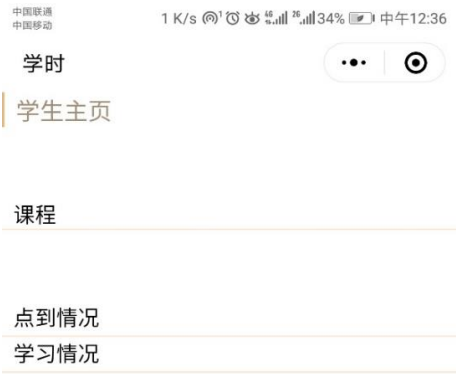 中国联通
中国移动
1 K/s 34% 中午12:36
学时
学生主页
课程
点到情况
学习情况